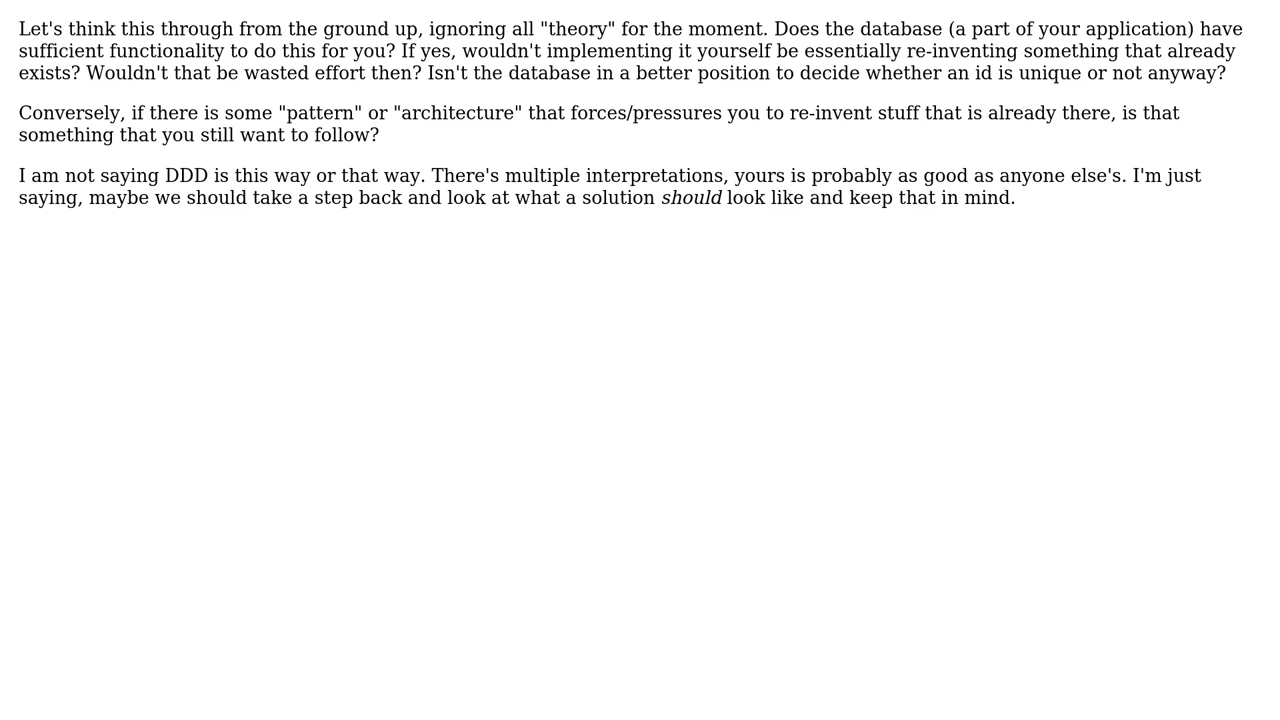 Let's think this through from the ground up, ignoring all "theory" for the moment. Does the database (a part of your application) have
sufficient functionality to do this for you? If yes, wouldn't implementing it yourself be essentially re-inventing something that already
exists? Wouldn't that be wasted effort then? Isn't the database in a better position to decide whether an id is unique or not anyway?
Conversely, if there is some "pattern" or "architecture" that forces/pressures you to re-invent stuff that is already there, is that
something that you still want to follow?
I am not saying DDD is this way or that way. There's multiple interpretations, yours is probably as good as anyone else's. I'm just
saying, maybe we should take a step back and look at what a solution should look like and keep that in mind.